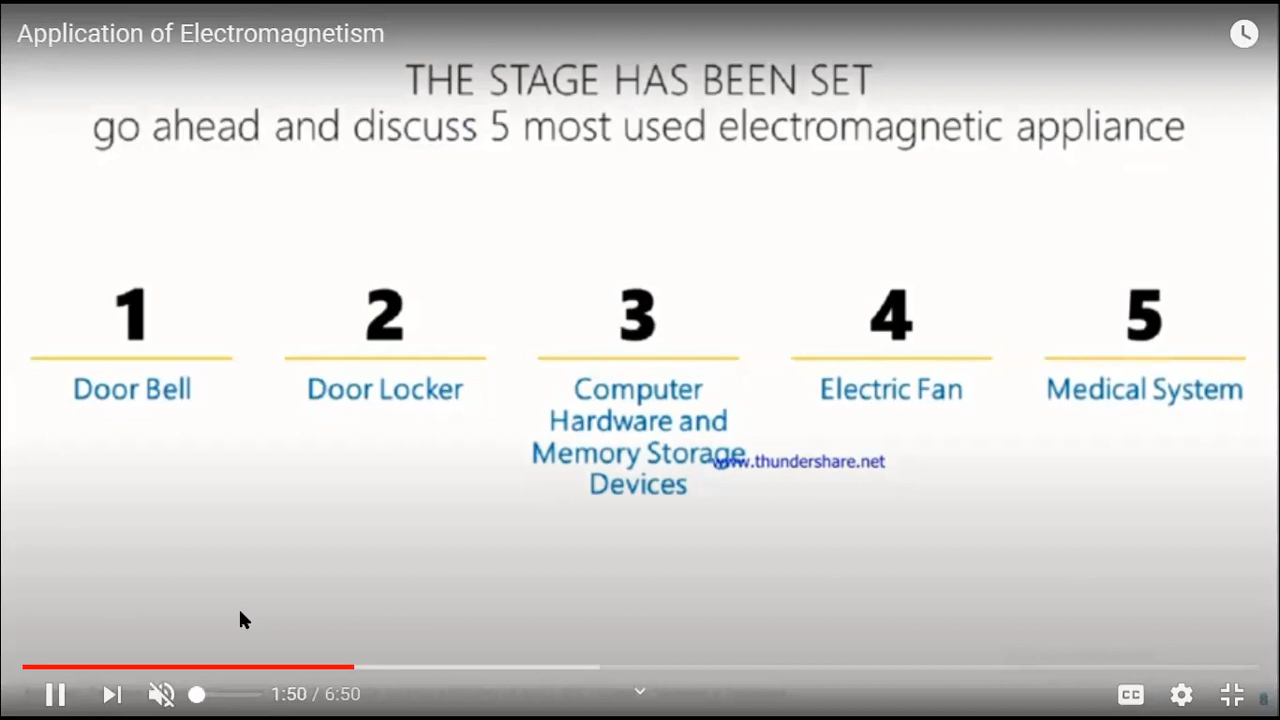 Application of Electromagnetism
THE STAGE HAS BEEN SET
go ahead and discuss 5 most used electromagnetic appliance
1
Door Bell
2
Door Locker
3
Computer
Hardware and
Memory Storage
Devices
4
Electric Fan
5
Medical System
www.thundershare.net
1:50 / 6:50
CC
8